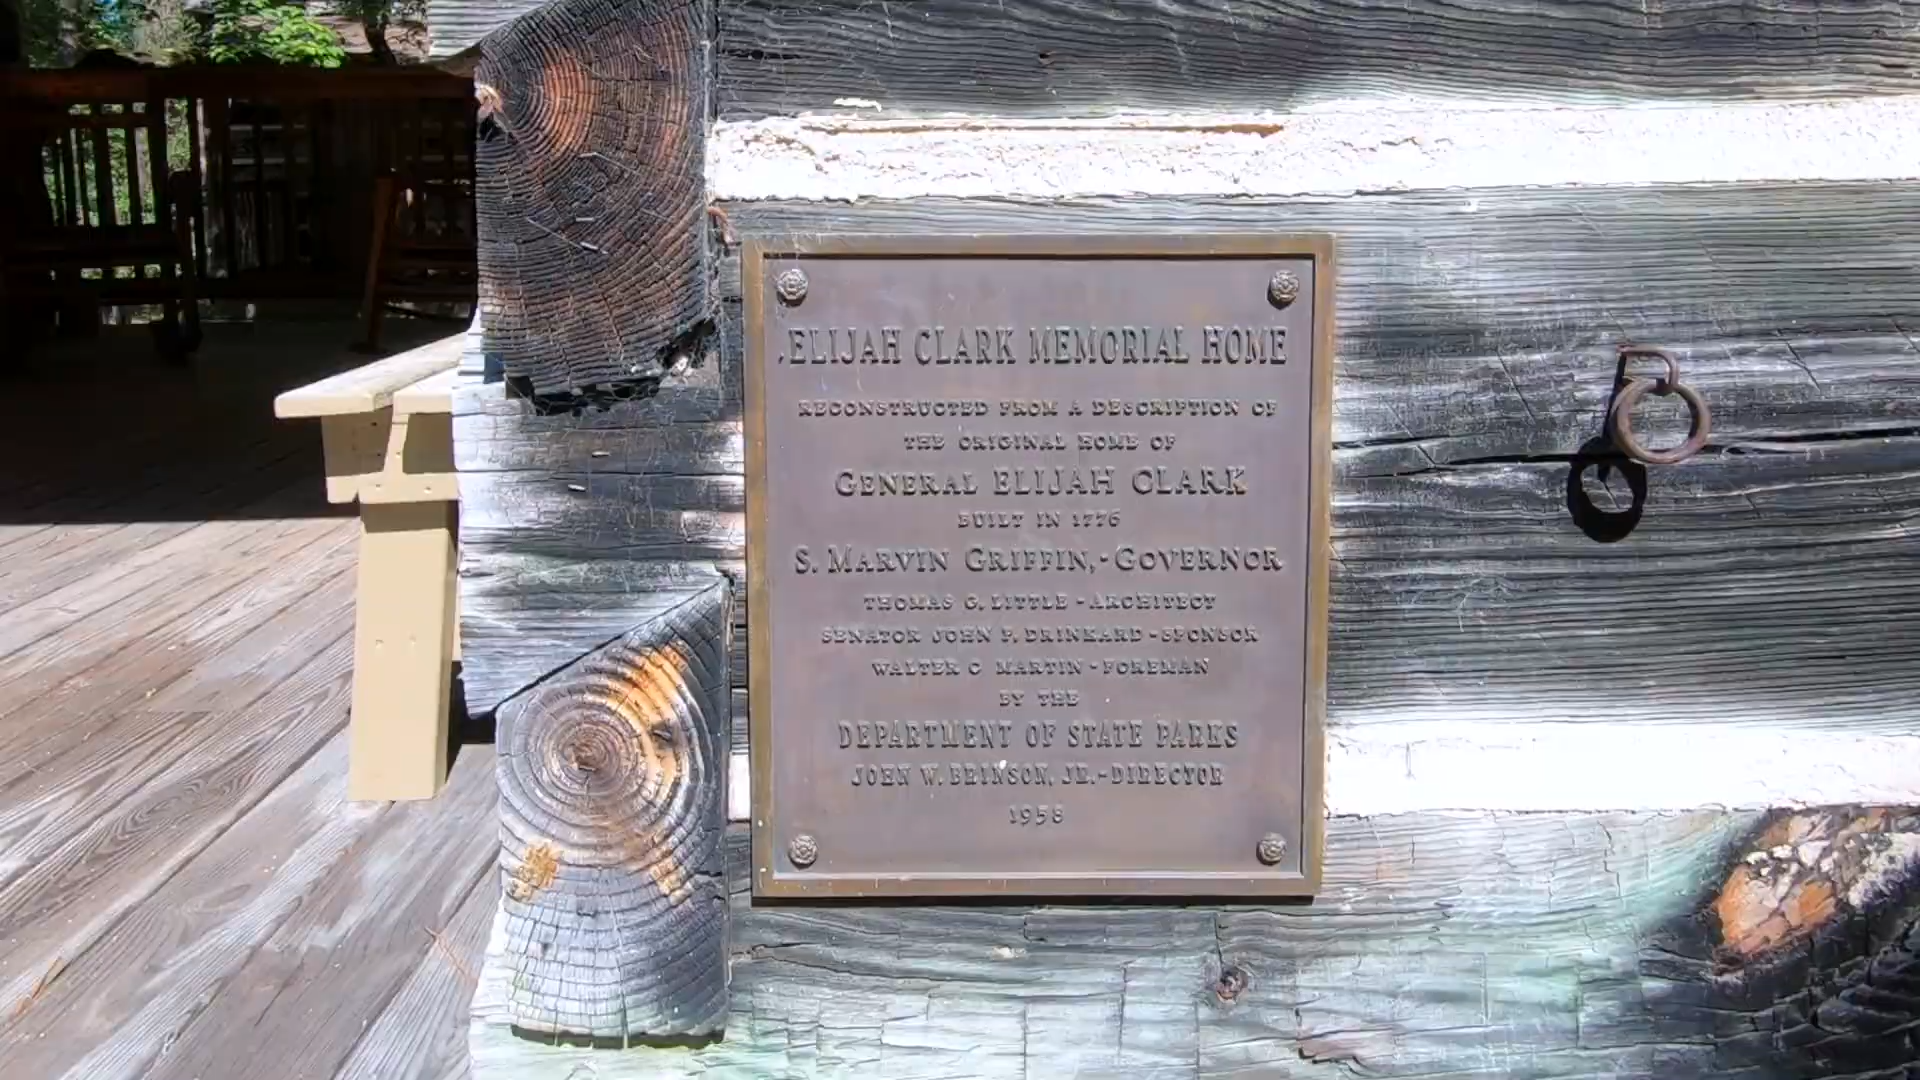 ELIJAH CLARK MEMORIAL HOME
RECONSTRUCTED FROM A DESCRIPTION OF
THE ORIGINAL HOME OF
GENERAL ELIJAH CLARK
BUILT IN 1776
S. MARVIN GRIFFIN,-GOVERNOR
THOMAS G. LITTLE - ARCHITECT
SENATOR JOHN P. DRINKARD - SPONSOR
WALTER C MARTIN - FOREMAN
BY THE
DEPARTMENT OF STATE PARKS
JOHN W. BRINSON, JR.-DIRECTOR
1958